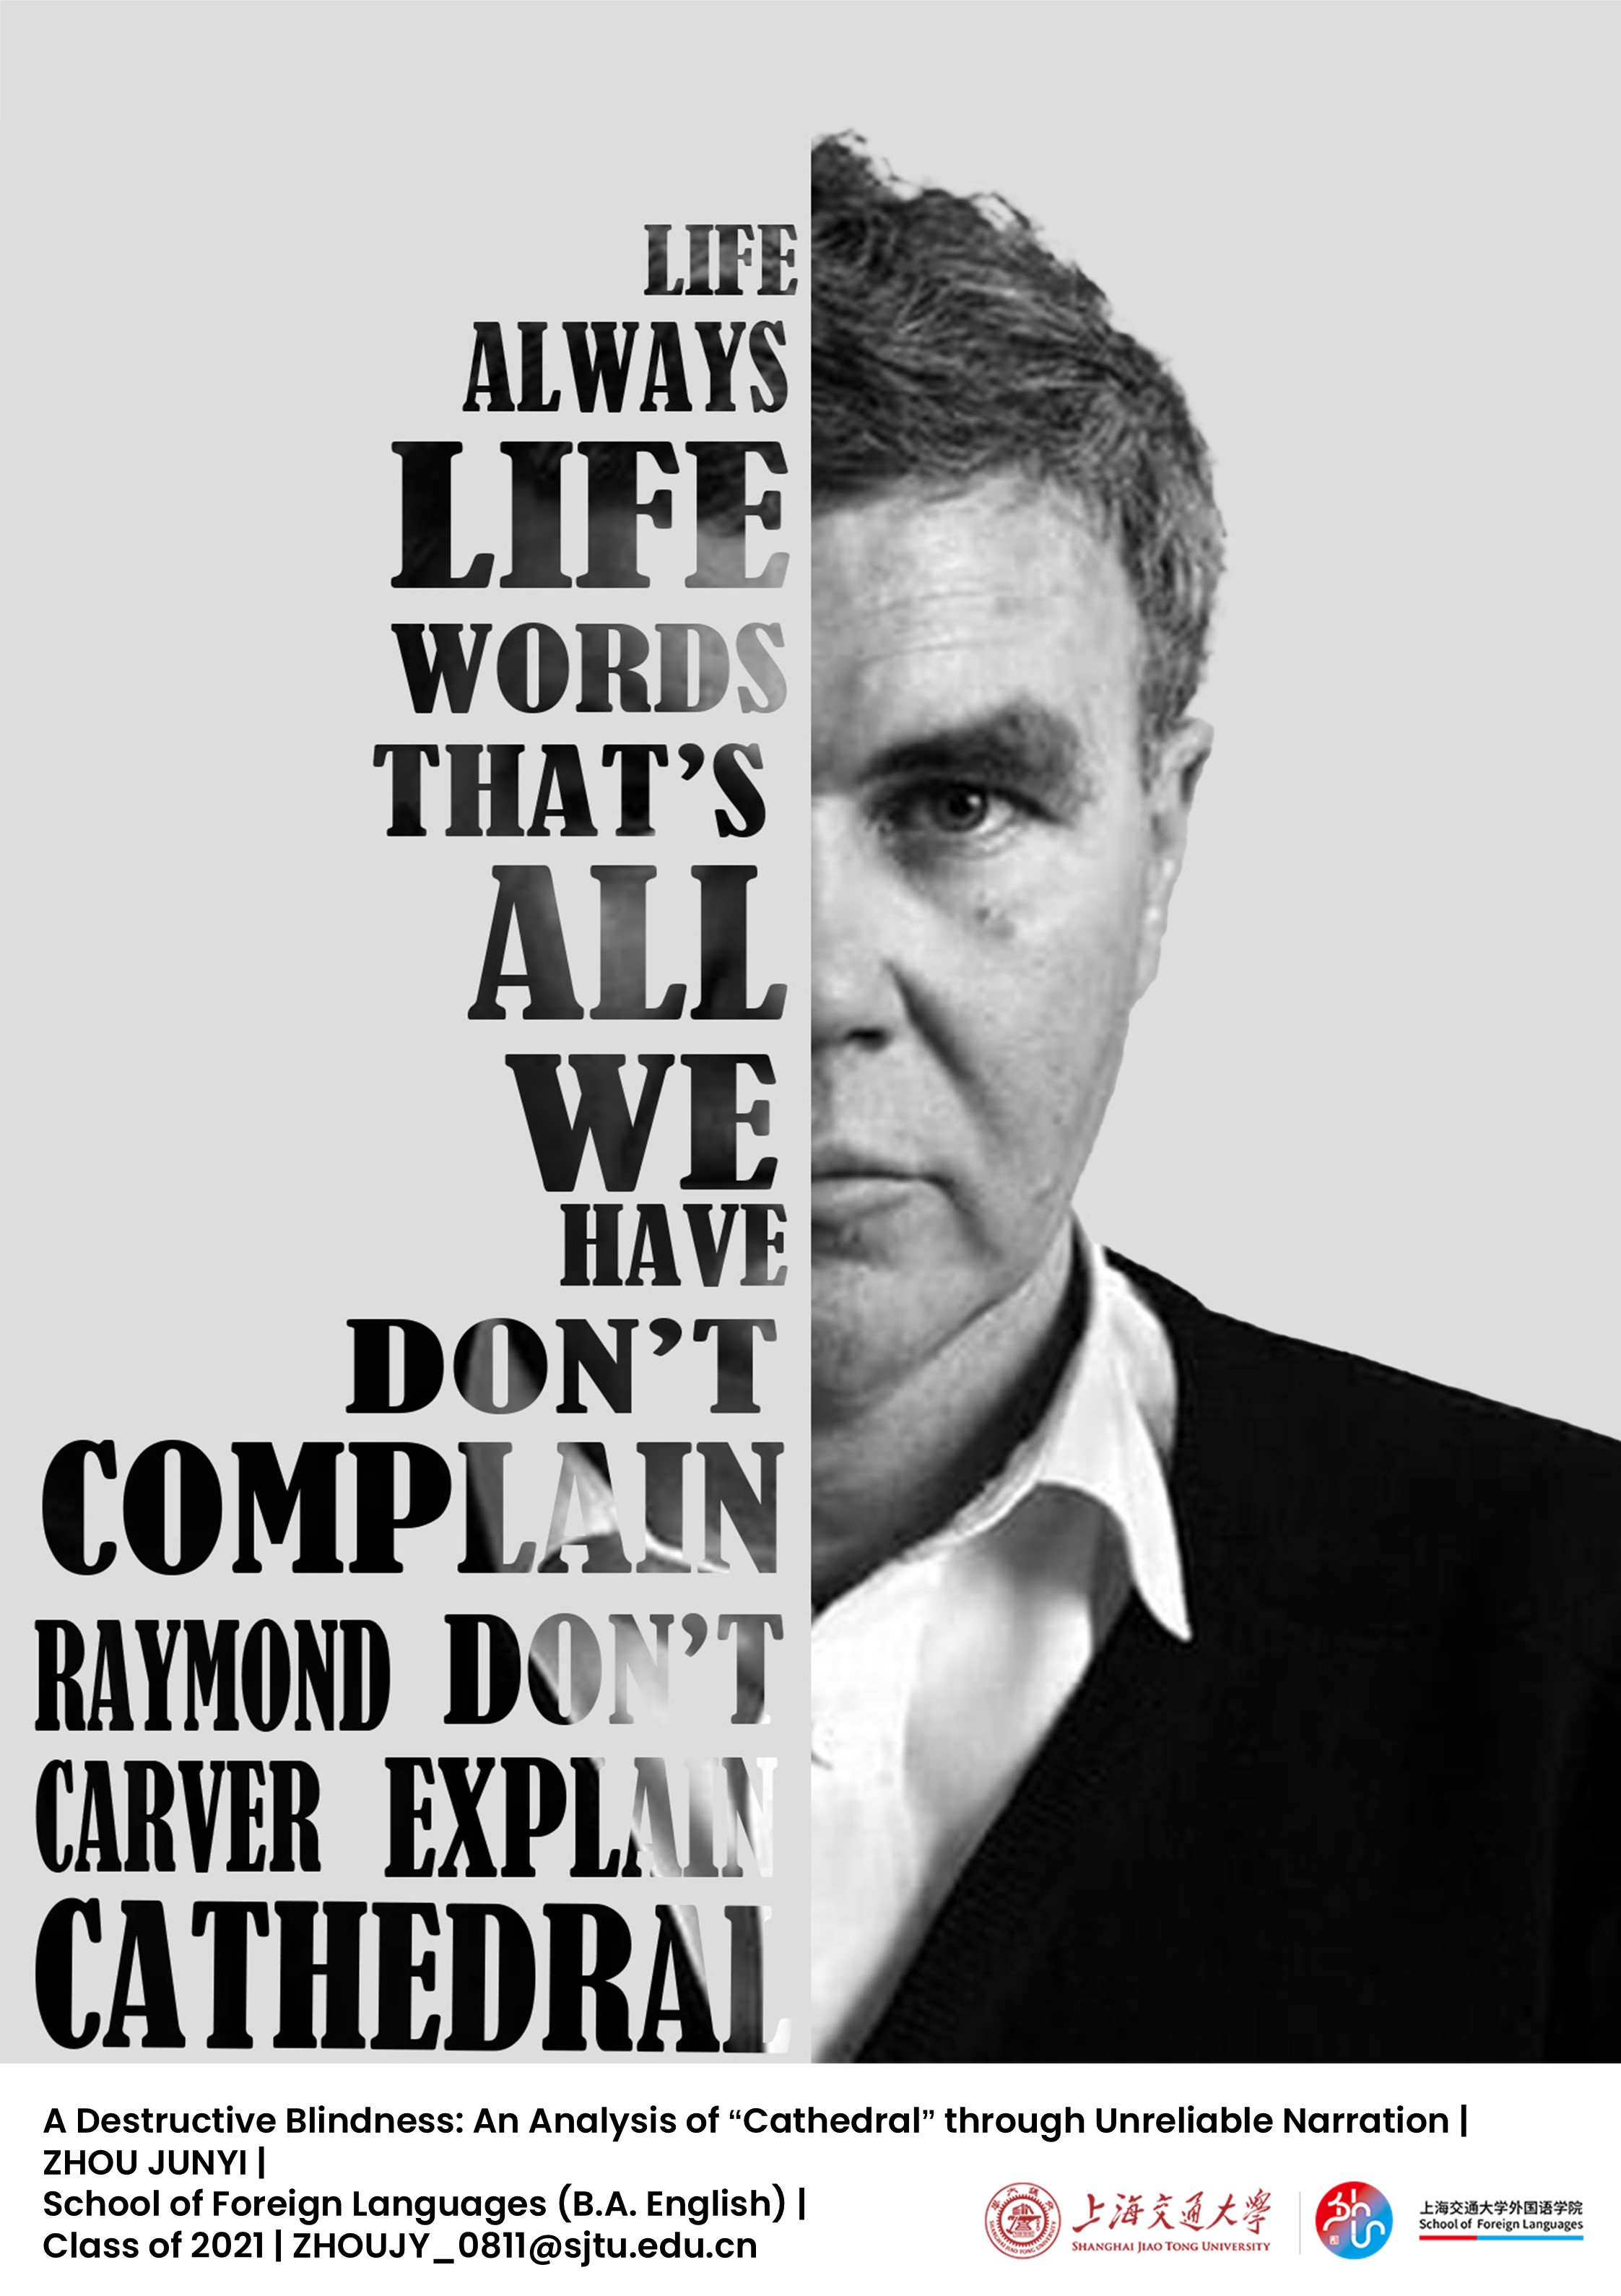 LIFE
ALWAYS
LIFE
WORDS
THAT’S
ALL
WE
HAVE
DON’T
COMPLAIN
RAYMOND DON’T
CARVER EXPLAIN
CATHEDRAL
A Destructive Blindness: An Analysis of “Cathedral” through Unreliable Narration |
ZHOU JUNYI |
School of Foreign Languages (B.A. English) |
Class of 2021 | ZHOUJY_0811@sjtu.edu.cn
上海交通大学
SHANGHAI JIAO TONG UNIVERSITY
上海交通大学外国语学院
School of Foreign Languages